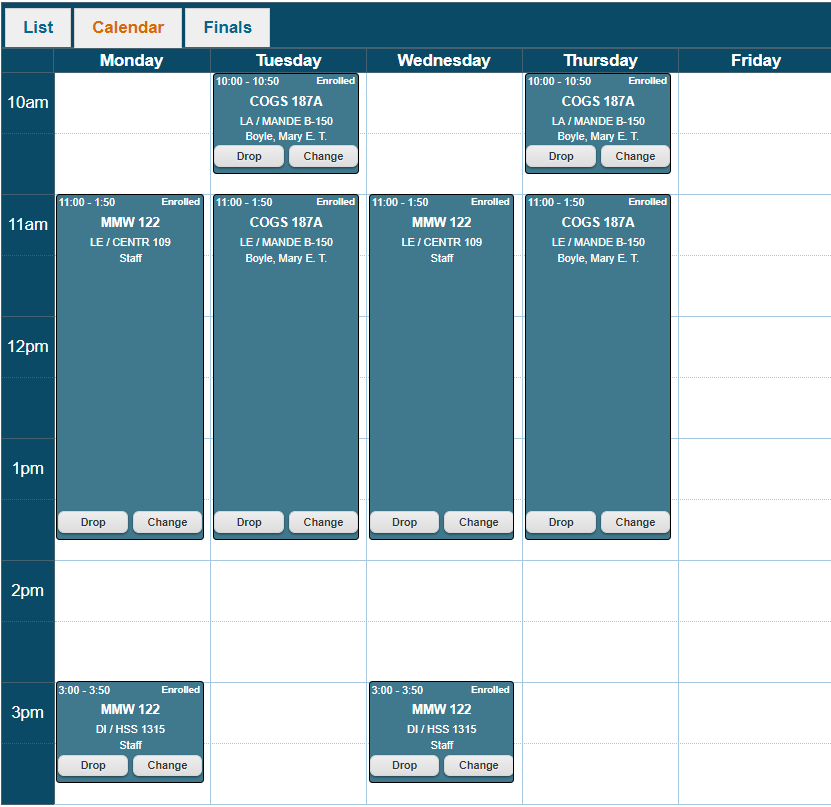 List Calendar Finals
Monday Tuesday Wednesday Thursday Friday
10am
10:00 - 10:50 Enrolled
COGS 187A
LA / MANDE B-150
Boyle, Mary E. T.
Drop Change
10:00 - 10:50 Enrolled
COGS 187A
LA / MANDE B-150
Boyle, Mary E. T.
Drop Change
11am
11:00 - 1:50 Enrolled
MMW 122
LE / CENTR 109
Staff
Drop Change
11:00 - 1:50 Enrolled
COGS 187A
LE / MANDE B-150
Boyle, Mary E. T.
Drop Change
11:00 - 1:50 Enrolled
MMW 122
LE / CENTR 109
Staff
Drop Change
11:00 - 1:50 Enrolled
COGS 187A
LE / MANDE B-150
Boyle, Mary E. T.
Drop Change
12pm
1pm
2pm
3pm
3:00 - 3:50 Enrolled
MMW 122
DI / HSS 1315
Staff
Drop Change
3:00 - 3:50 Enrolled
MMW 122
DI / HSS 1315
Staff
Drop Change